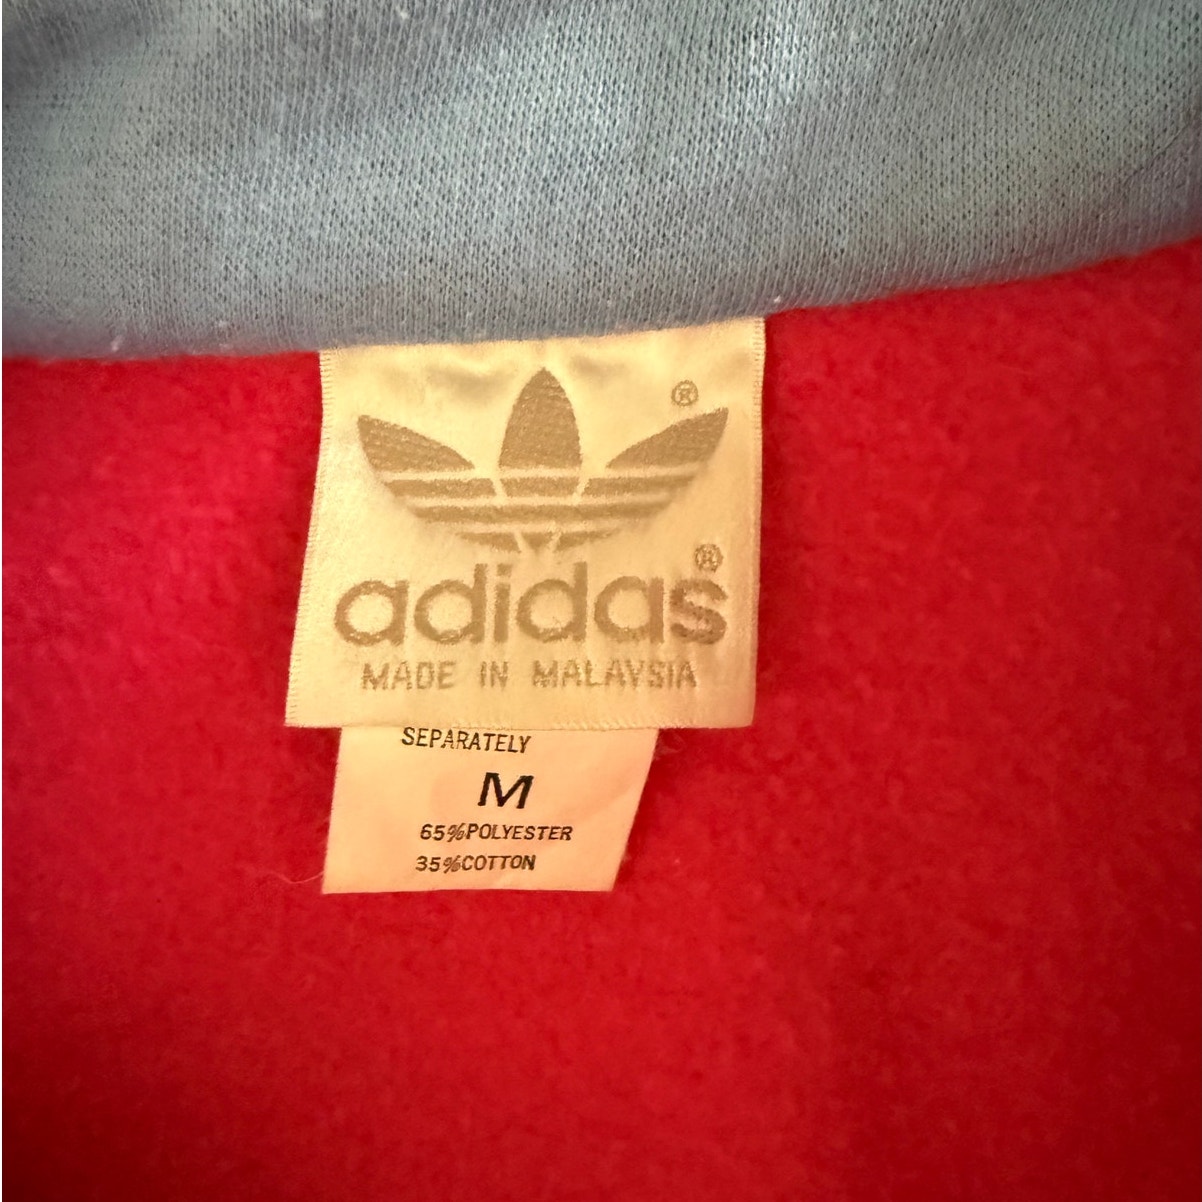 ®
adidas®
MADE IN MALAYSIA
SEPARATELY
M
65%POLYESTER
35%COTTON